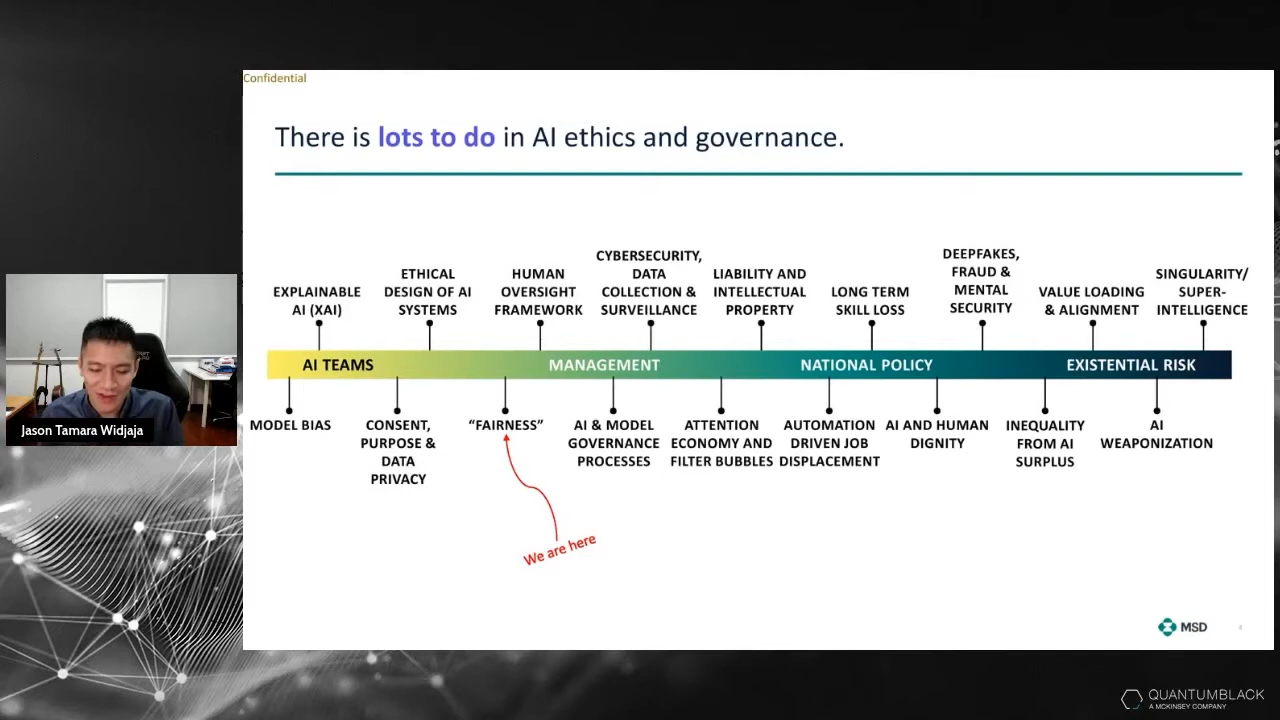 Confidential
There is lots to do in AI ethics and governance.
EXPLAINABLE
AI (XAI)
ETHICAL
DESIGN OF AI
SYSTEMS
HUMAN
OVERSIGHT
FRAMEWORK
CYBERSECURITY,
DATA
COLLECTION &
SURVEILLANCE
LIABILITY AND
INTELLECTUAL
PROPERTY
LONG TERM
SKILL LOSS
DEEPFAKES,
FRAUD &
MENTAL
SECURITY
VALUE LOADING
& ALIGNMENT
SINGULARITY/
SUPER-
INTELLIGENCE
AI TEAMS
MANAGEMENT
NATIONAL POLICY
EXISTENTIAL RISK
MODEL BIAS
CONSENT,
PURPOSE &
DATA
PRIVACY
“FAIRNESS”
AI & MODEL
GOVERNANCE
PROCESSES
ATTENTION
ECONOMY AND
FILTER BUBBLES
AUTOMATION
DRIVEN JOB
DISPLACEMENT
AI AND HUMAN
DIGNITY
INEQUALITY
FROM AI
SURPLUS
AI
WEAPONIZATION
We are here
Jason Tamara Widjaja
MSD
4
QUANTUMBLACK
A MCKINSEY COMPANY